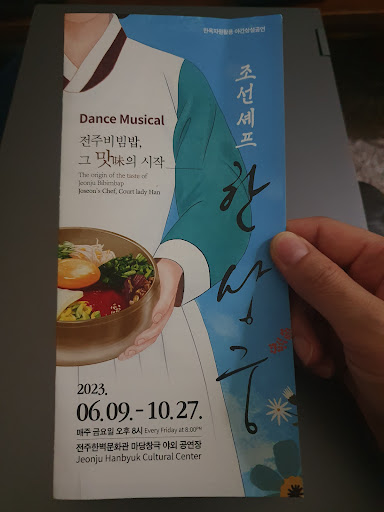 한옥자원활용 야간상설공연
조선셰프
한상궁
Dance Musical
전주비빔밥,
그 맛味의 시작
The origin of the taste of
Jeonju Bibimbap
Joseon's Chef, Court lady Han
2023.
06.09. - 10.27.
매주 금요일 오후 8시 Every Friday at 8:00PM
전주한벽문화관 마당창극 야외 공연장
Jeonju Hanbyuk Cultural Center